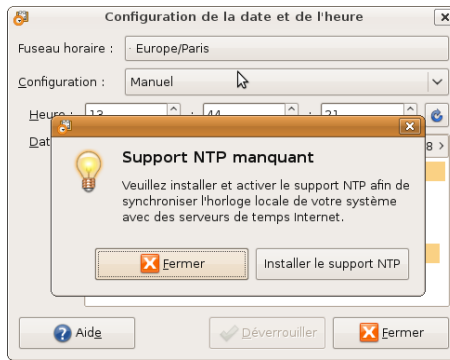 Configuration de la date et de l'heure
Fuseau horaire : Europe/Paris
Configuration : Manuel
Heure : 13 : 44 : 21
Dat
8 >
Support NTP manquant
Veuillez installer et activer le support NTP afin de
synchroniser l'horloge locale de votre système
avec des serveurs de temps Internet.
Fermer Installer le support NTP
Aide Déverrouiller Fermer